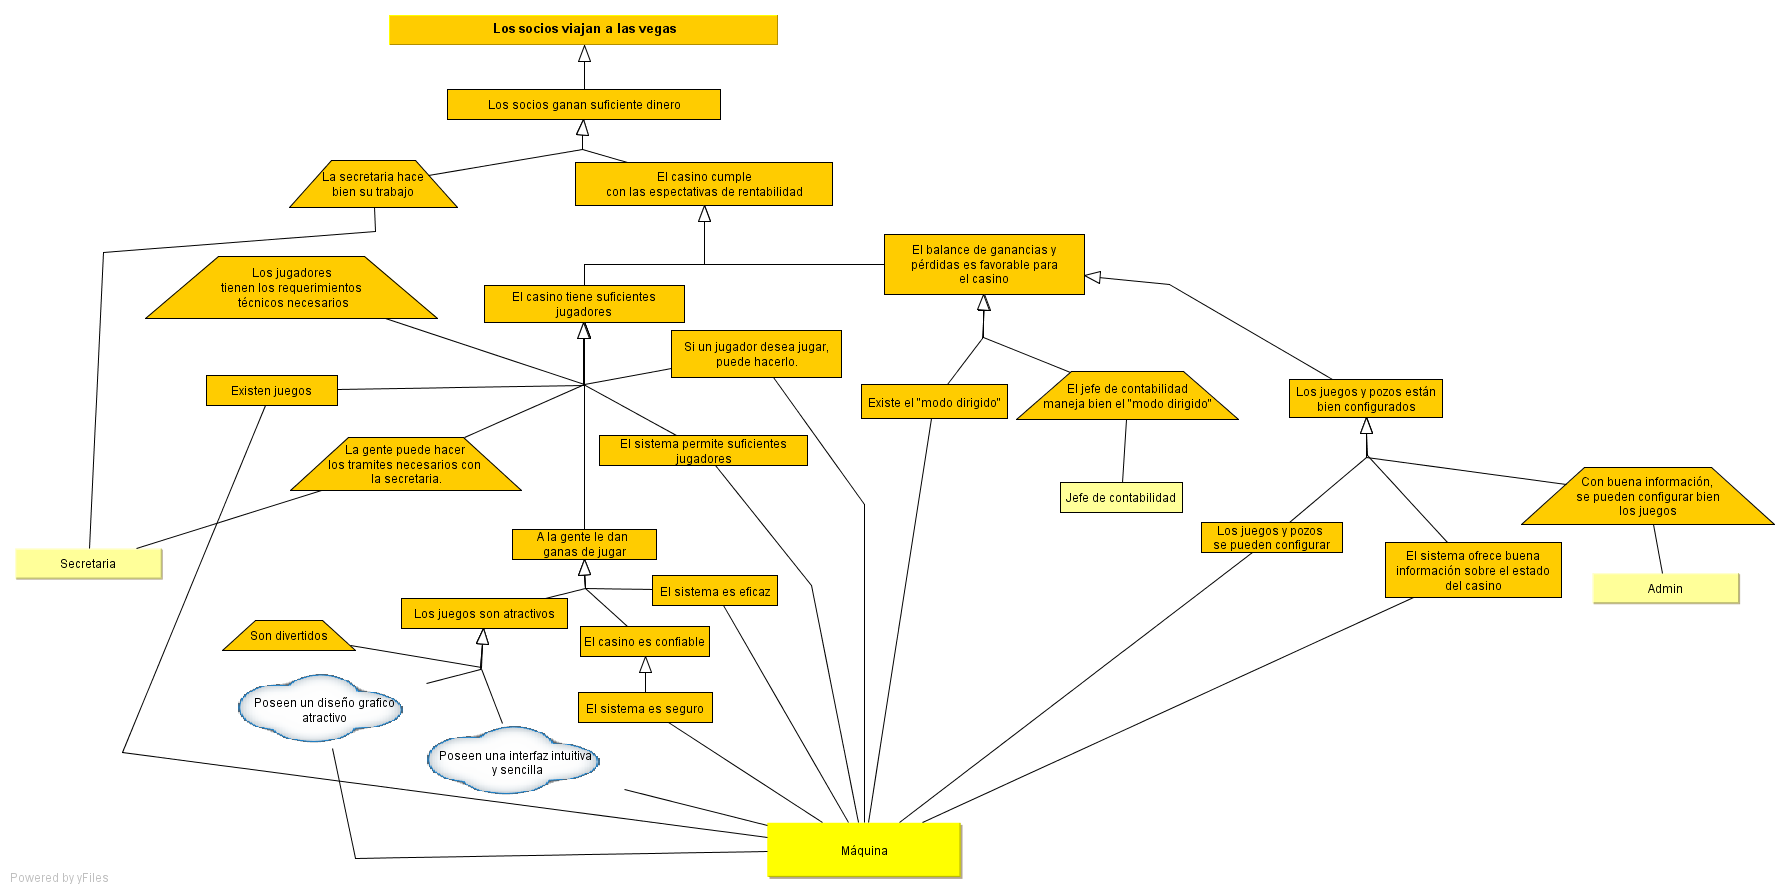 Los socios viajan a las vegas
Los socios ganan suficiente dinero
La secretaria hace
bien su trabajo
El casino cumple
con las espectativas de rentabilidad
El balance de ganancias y
pérdidas es favorable para
el casino
Los jugadores
tienen los requerimientos
técnicos necesarios
El casino tiene suficientes
jugadores
Si un jugador desea jugar,
puede hacerlo.
Existen juegos
Existe el "modo dirigido"
El jefe de contabilidad
maneja bien el "modo dirigido"
Los juegos y pozos están
bien configurados
La gente puede hacer
los tramites necesarios con
la secretaria.
El sistema permite suficientes
jugadores
Jefe de contabilidad
Con buena información,
se pueden configurar bien
los juegos
A la gente le dan
ganas de jugar
Los juegos y pozos
se pueden configurar
El sistema ofrece buena
información sobre el estado
del casino
Secretaria
Admin
El sistema es eficaz
Los juegos son atractivos
Son divertidos
El casino es confiable
Poseen un diseño grafico
atractivo
El sistema es seguro
Poseen una interfaz intuitiva
y sencilla
Máquina
Powered by yFiles